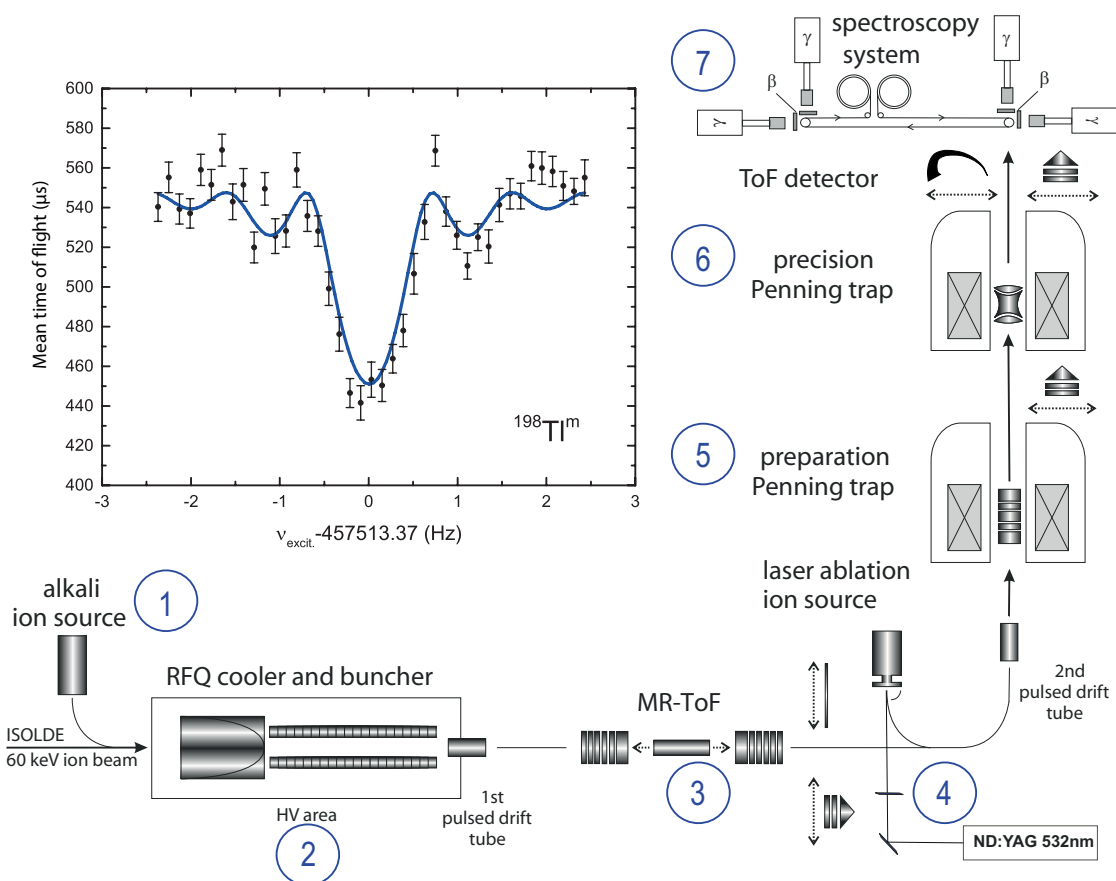 spectroscopy
system
7
γ
γ
β
β
γ
γ
600
580
560
540
520
500
480
460
440
420
400
Mean time of flight (µs)
-3
-2
-1
0
1
2
3
ν excit.-457513.37 (Hz)
198Tlm
ToF detector
6
precision
Penning trap
5
preparation
Penning trap
laser ablation
ion source
alkali
ion source
1
RFQ cooler and buncher
2nd
pulsed drift
tube
MR-ToF
ISOLDE
60 keV ion beam
3
4
1st
pulsed drift
tube
HV area
2
ND:YAG 532nm